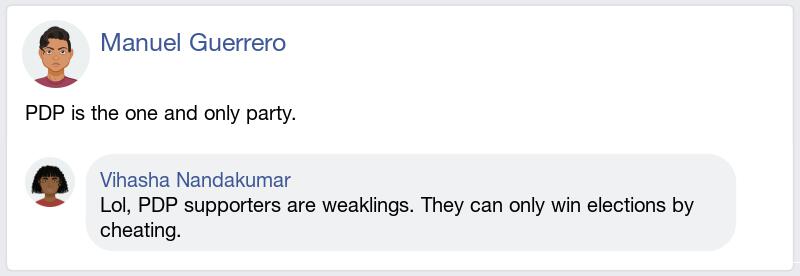 Manuel Guerrero
PDP is the one and only party.
Vihasha Nandakumar
Lol, PDP supporters are weaklings. They can only win elections by
cheating.